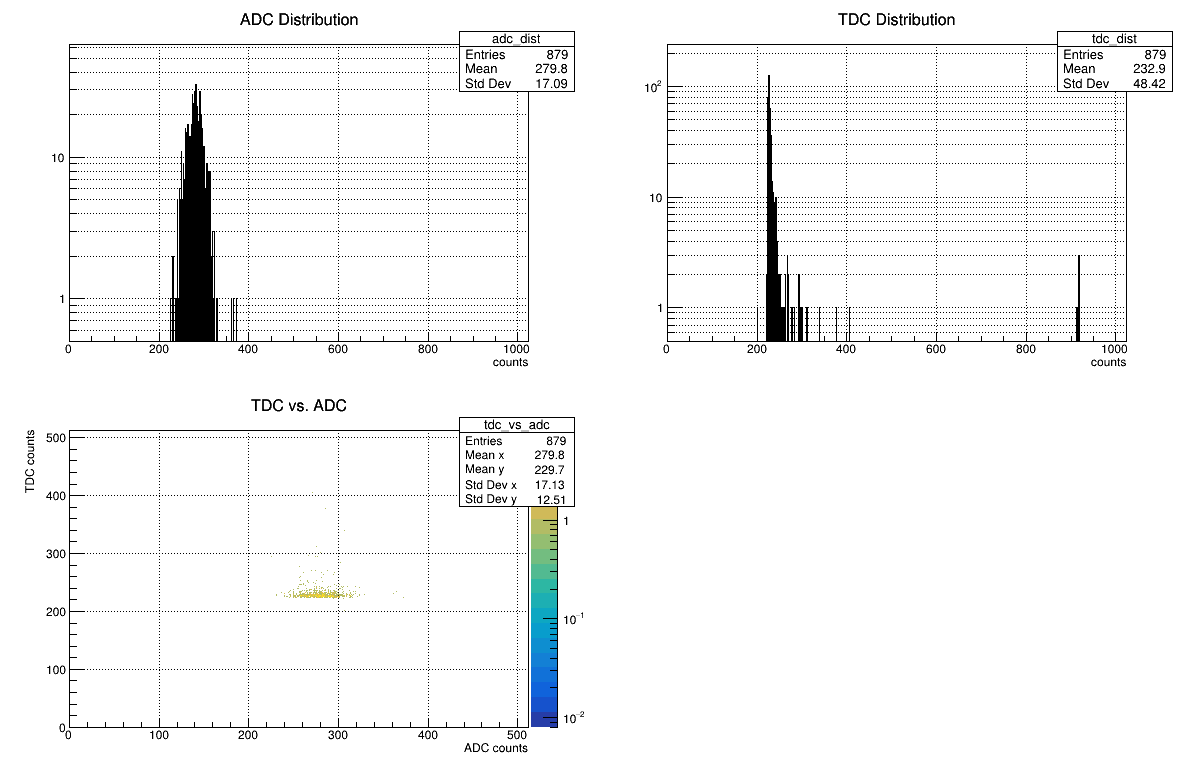 ADC Distribution
adc_dist
Entries 879
Mean 279.8
Std Dev 17.09
10
1
0 200 400 600 800 1000
counts
TDC Distribution
tdc_dist
Entries 879
Mean 232.9
Std Dev 48.42
10²
10
1
0 200 400 600 800 1000
counts
TDC vs. ADC
tdc_vs_adc
Entries 879
Mean x 279.8
Mean y 229.7
Std Dev x 17.13
Std Dev y 12.51
TDC counts
500
400
300
200
100
0
0 100 200 300 400 500
ADC counts
1
10⁻¹
10⁻²